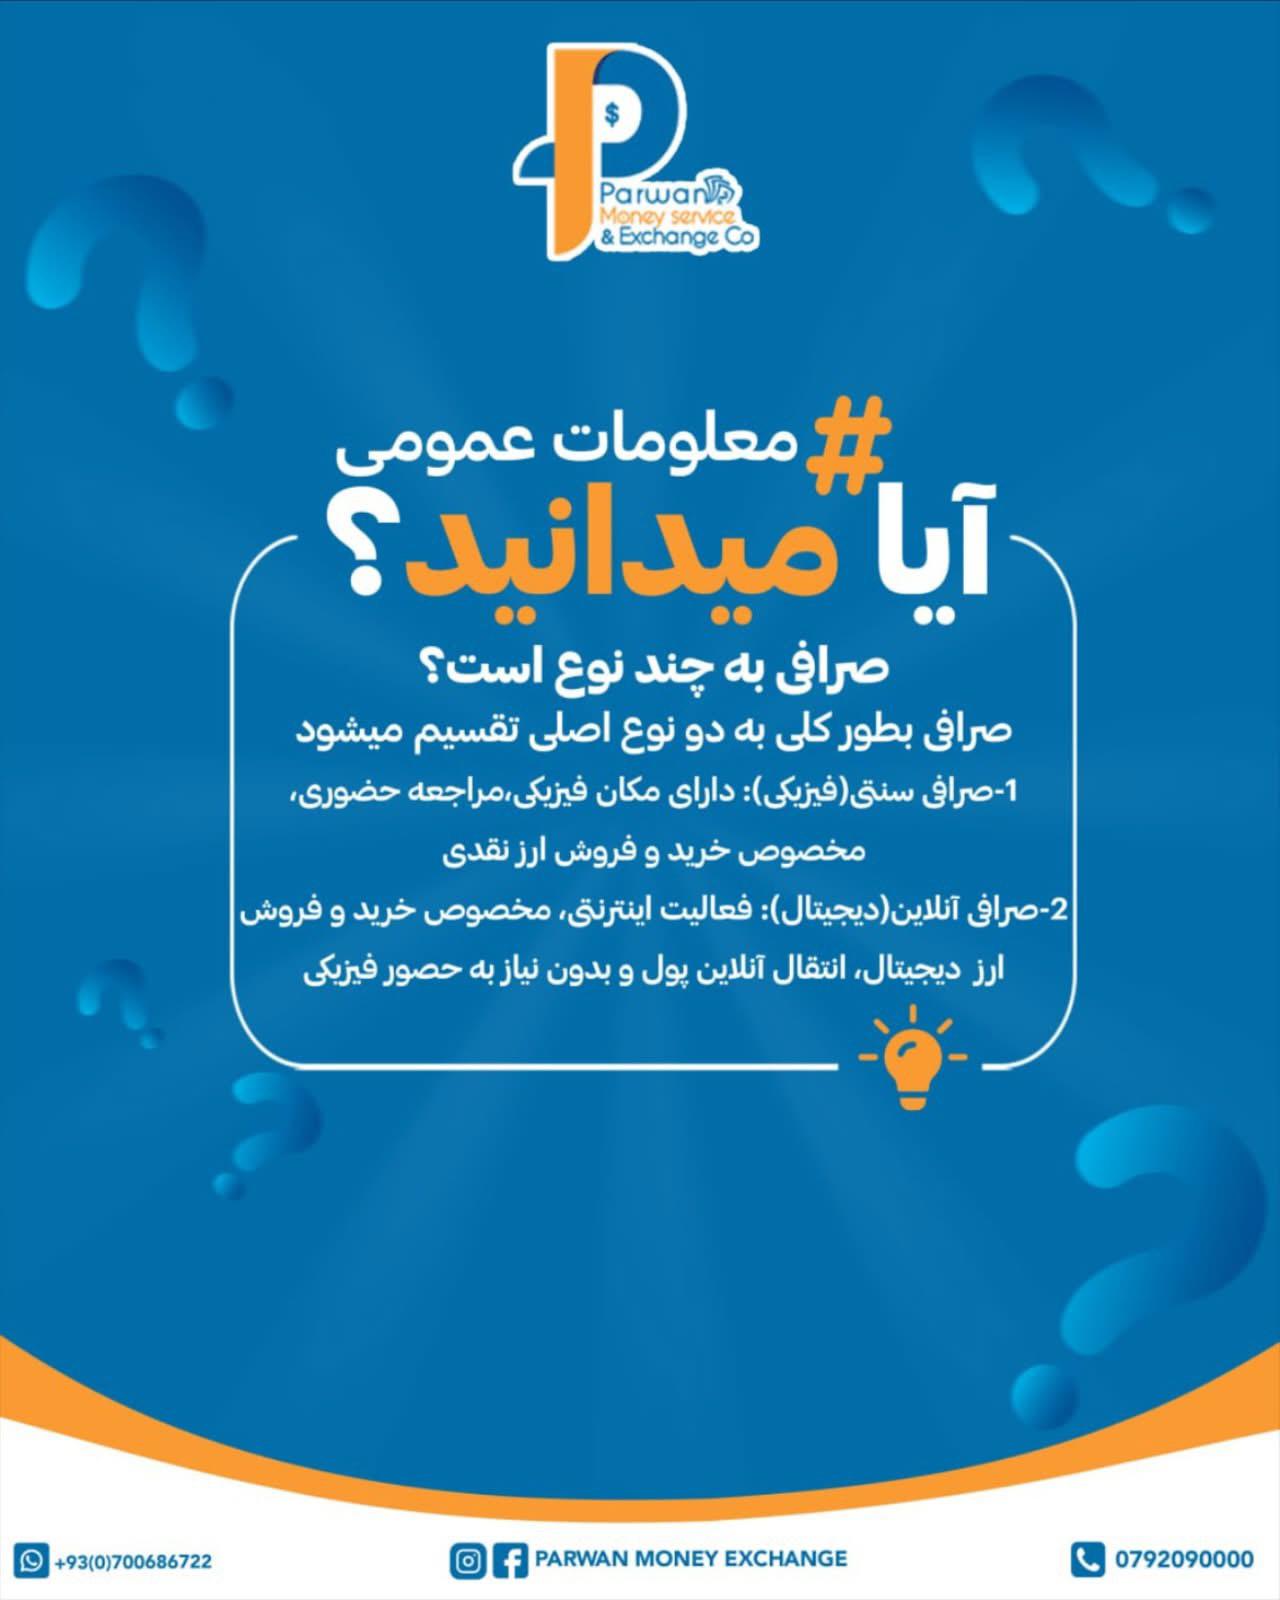 $
Parwan
Money service
& Exchange Co
#معلومات عمومی
آیا میدانید؟
صرافی به چند نوع است؟
صرافی بطور کلی به دو نوع اصلی تقسیم میشود
1-صرافی سنتی(فیزیکی): دارای مکان فیزیکی،مراجعه حضوری،
مخصوص خرید و فروش ارز نقدی
2-صرافی آنلاین(دیجیتال): فعالیت اینترنتی، مخصوص خرید و فروش
ارز دیجیتال، انتقال آنلاین پول و بدون نیاز به حصور فیزیکی
+93(0)700686722
PARWAN MONEY EXCHANGE
0792090000